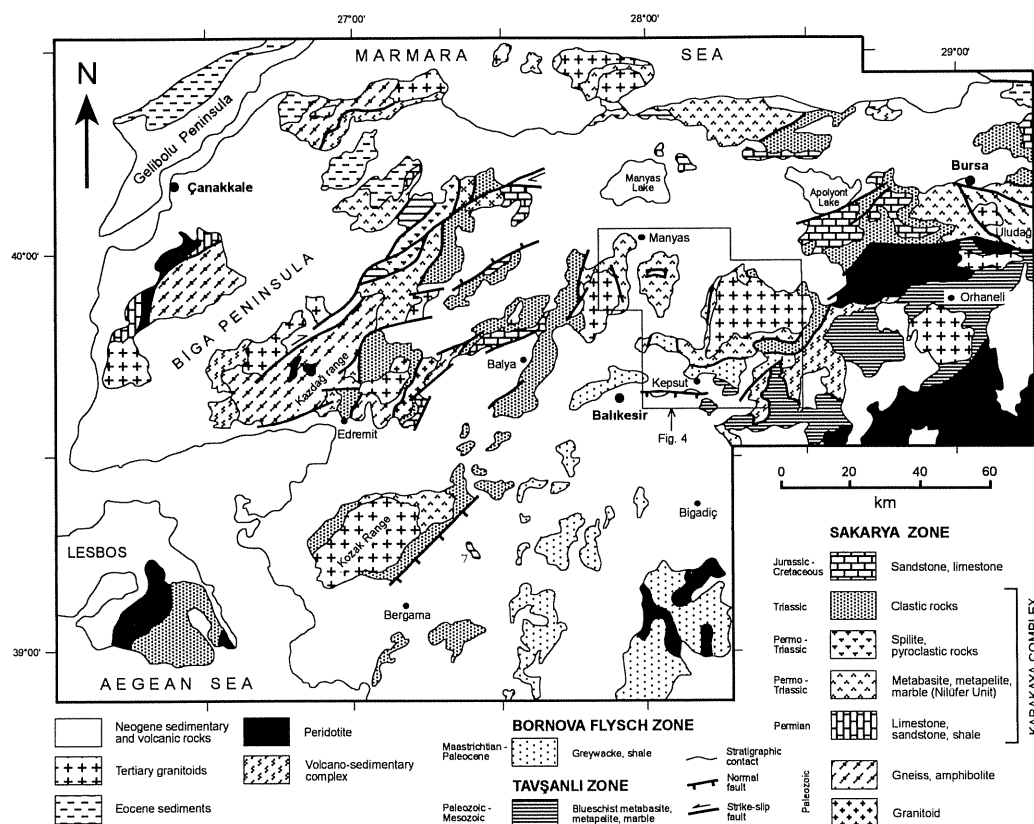 27°00'
28°00'
29°00'
MARMARA SEA
N
Gelibolu Peninsula
Çanakkale
Manyas
Lake
Apolyont
Lake
Bursa
Uludağ
40°00'
40°00'
Manyas
BIGA PENINSULA
Orhaneli
Kazdağ range
Balya
Kepsut
Balıkesir
Edremit
Fig. 4
0 20 40 60
km
Kozak Range
Bigadiç
LESBOS
Bergama
39°00'
39°00'
AEGEAN SEA
SAKARYA ZONE
Jurassic -
Cretaceous
Sandstone, limestone
Triassic
Clastic rocks
Permo -
Triassic
Spilite,
pyroclastic rocks
Permo -
Triassic
Metabasite, metapelite,
marble (Nilüfer Unit)
Permian
Limestone,
sandstone, shale
KARAKAYA COMPLEX
Paleozoic
Gneiss, amphibolite
Granitoid
Neogene sedimentary
and volcanic rocks
Tertiary granitoids
Eocene sediments
Peridotite
Volcano-sedimentary
complex
BORNOVA FLYSCH ZONE
Maastrichtian -
Paleocene
Greywacke, shale
TAVŞANLI ZONE
Paleozoic -
Mesozoic
Blueschist metabasite,
metapelite, marble
Stratigraphic
contact
Normal
fault
Strike-slip
fault